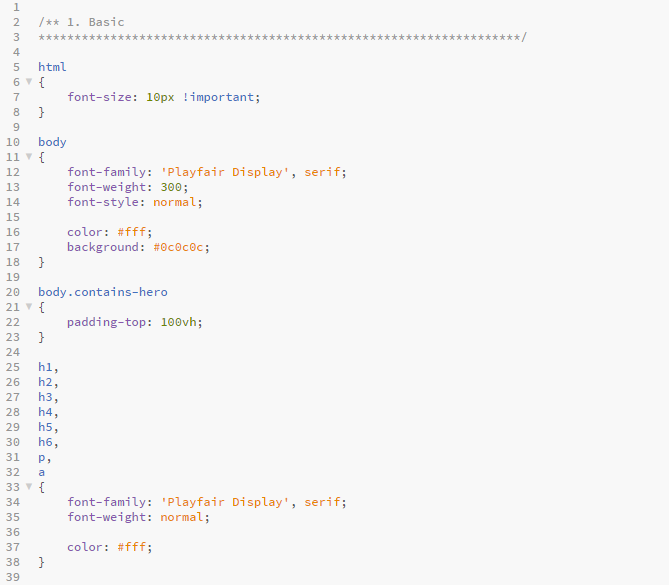 1
2 /** 1. Basic
3 *******************************************************************/
4
5 html
6 {
7 font-size: 10px !important;
8 }
9
10 body
11 {
12 font-family: 'Playfair Display', serif;
13 font-weight: 300;
14 font-style: normal;
15
16 color: #fff;
17 background: #0c0c0c;
18 }
19
20 body.contains-hero
21 {
22 padding-top: 100vh;
23 }
24
25 h1,
26 h2,
27 h3,
28 h4,
29 h5,
30 h6,
31 p,
32 a
33 {
34 font-family: 'Playfair Display', serif;
35 font-weight: normal;
36
37 color: #fff;
38 }
39